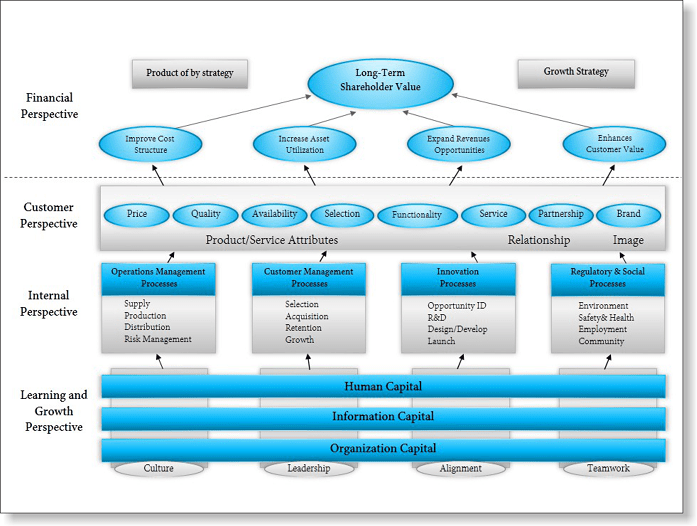 Product of by strategy
Long-Term
Shareholder Value
Growth Strategy
Financial
Perspective
Improve Cost
Structure
Increase Asset
Utilization
Expand Revenues
Opportunities
Enhances
Customer Value
Customer
Perspective
Price
Quality
Availability
Selection
Functionality
Service
Partnership
Brand
Product/Service Attributes
Relationship
Image
Internal
Perspective
Operations Management
Processes
Supply
Production
Distribution
Risk Management
Customer Management
Processes
Selection
Acquisition
Retention
Growth
Innovation
Processes
Opportunity ID
R&D
Design/Develop
Launch
Regulatory & Social
Processes
Environment
Safety& Health
Employment
Community
Learning and
Growth
Perspective
Human Capital
Information Capital
Organization Capital
Culture
Leadership
Alignment
Teamwork